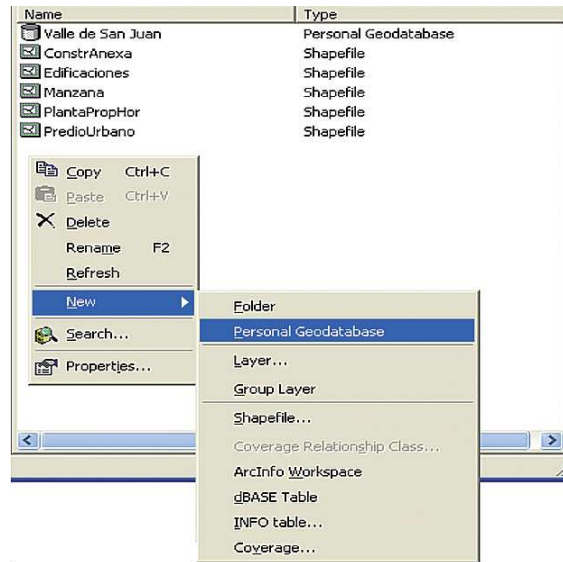 Name Type
Valle de San Juan Personal Geodatabase
ConstrAnexa Shapefile
Edificaciones Shapefile
Manzana Shapefile
PlantaPropHor Shapefile
PredioUrbano Shapefile
Copy Ctrl+C
Paste Ctrl+V
Delete
Rename F2
Refresh
New
Search...
Properties...
Folder
Personal Geodatabase
Layer...
Group Layer
Shapefile...
Coverage Relationship Class...
ArcInfo Workspace
dBASE Table
INFO table...
Coverage...